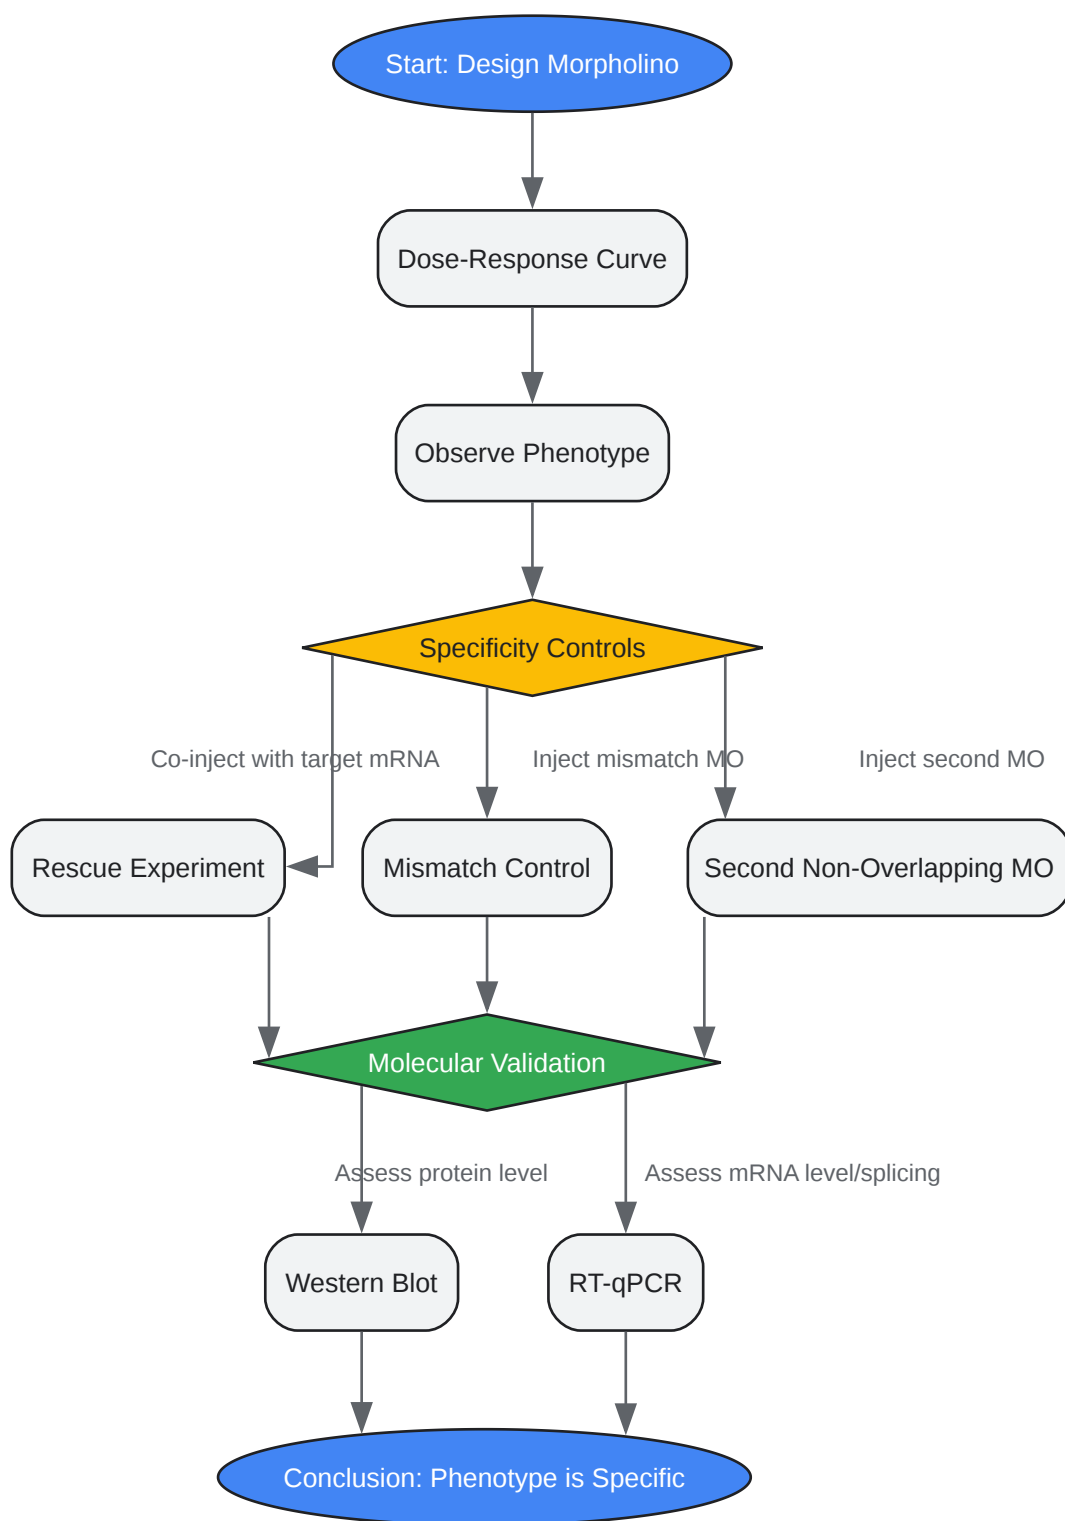 Start: Design Morpholino
Dose-Response Curve
Observe Phenotype
Specificity Controls
Co-inject with target mRNA
Inject mismatch MO
Inject second MO
Rescue Experiment
Mismatch Control
Second Non-Overlapping MO
Molecular Validation
Assess protein level
Assess mRNA level/splicing
Western Blot
RT-qPCR
Conclusion: Phenotype is Specific